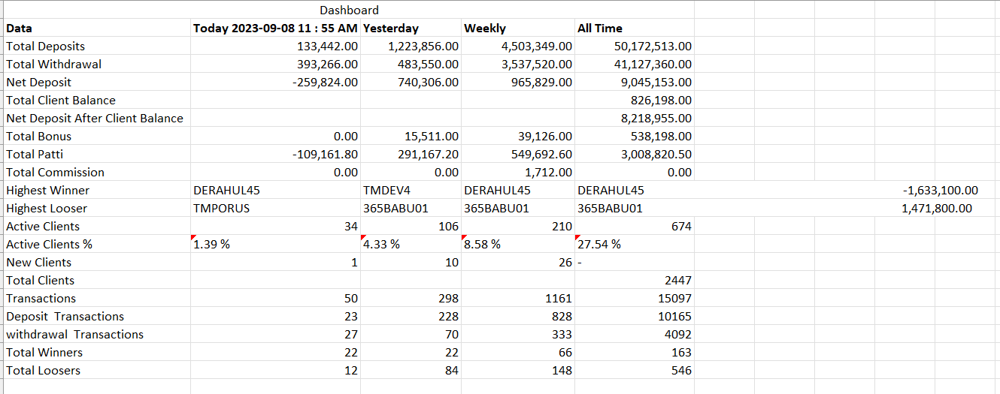 Dashboard
Data Today 2023-09-08 11 : 55 AM Yesterday Weekly All Time
Total Deposits 133,442.00 1,223,856.00 4,503,349.00 50,172,513.00
Total Withdrawal 393,266.00 483,550.00 3,537,520.00 41,127,360.00
Net Deposit -259,824.00 740,306.00 965,829.00 9,045,153.00
Total Client Balance 826,198.00
Net Deposit After Client Balance 8,218,955.00
Total Bonus 0.00 15,511.00 39,126.00 538,198.00
Total Patti -109,161.80 291,167.20 549,692.60 3,008,820.50
Total Commission 0.00 0.00 1,712.00 0.00
Highest Winner DERAHUL45 TMDEV4 DERAHUL45 DERAHUL45 -1,633,100.00
Highest Looser TMPORUS 365BABU01 365BABU01 365BABU01 1,471,800.00
Active Clients 34 106 210 674
Active Clients % 1.39 % 4.33 % 8.58 % 27.54 %
New Clients 1 10 26 -
Total Clients 2447
Transactions 50 298 1161 15097
Deposit  Transactions 23 228 828 10165
withdrawal  Transactions 27 70 333 4092
Total Winners 22 22 66 163
Total Loosers 12 84 148 546